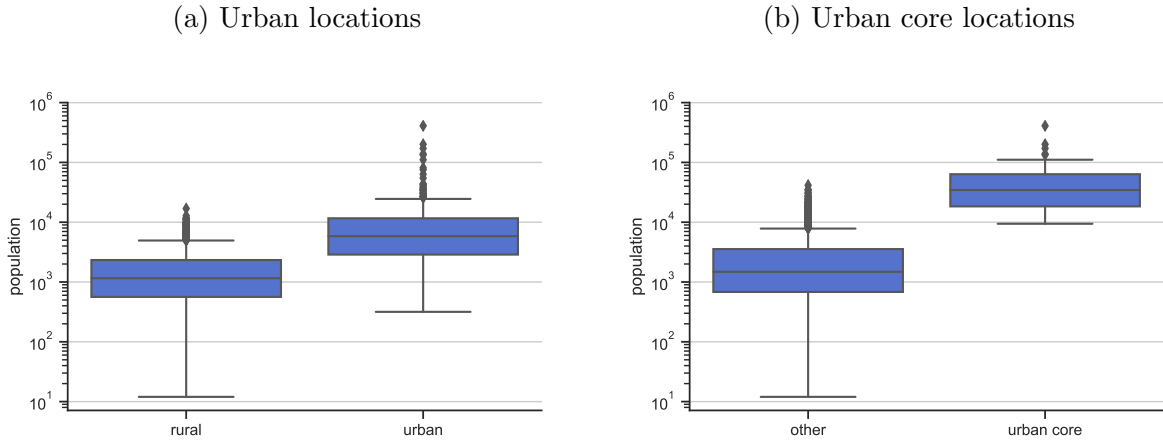 (a) Urban locations
(b) Urban core locations
population
10^6
10^5
10^4
10^3
10^2
10^1
rural
urban
population
10^6
10^5
10^4
10^3
10^2
10^1
other
urban core